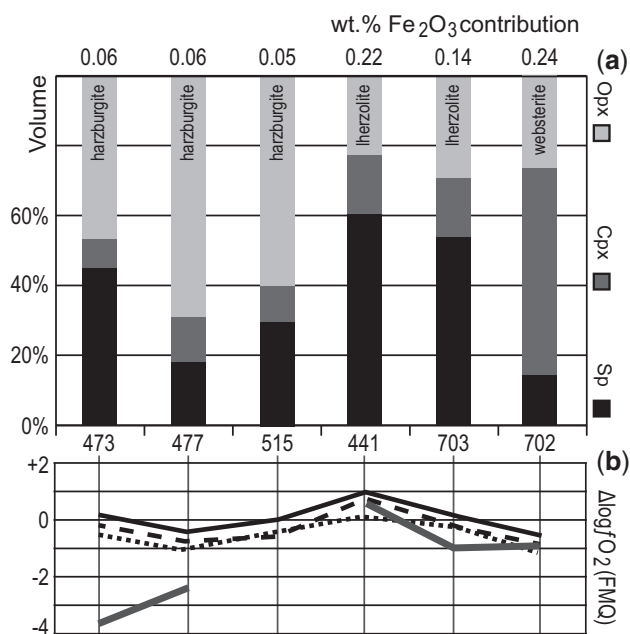 wt.% Fe2O3 contribution
0.06 0.06 0.05 0.22 0.14 0.24 (a)
harzburgite harzburgite harzburgite lherzolite lherzolite websterite
Volume
Opx
Cpx
Sp
60%
40%
20%
0%
473 477 515 441 703 702
(b)
+2
0
-2
-4
ΔlogfO2 (FMQ)